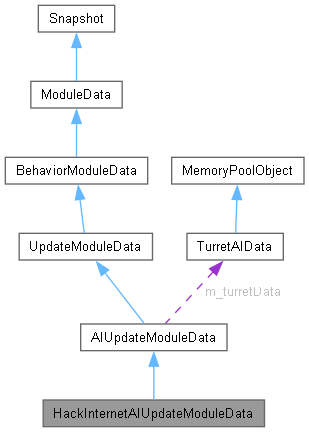 Snapshot
ModuleData
BehaviorModuleData
MemoryPoolObject
UpdateModuleData
TurretAIData
m_turretData
AIUpdateModuleData
HackInternetAIUpdateModuleData